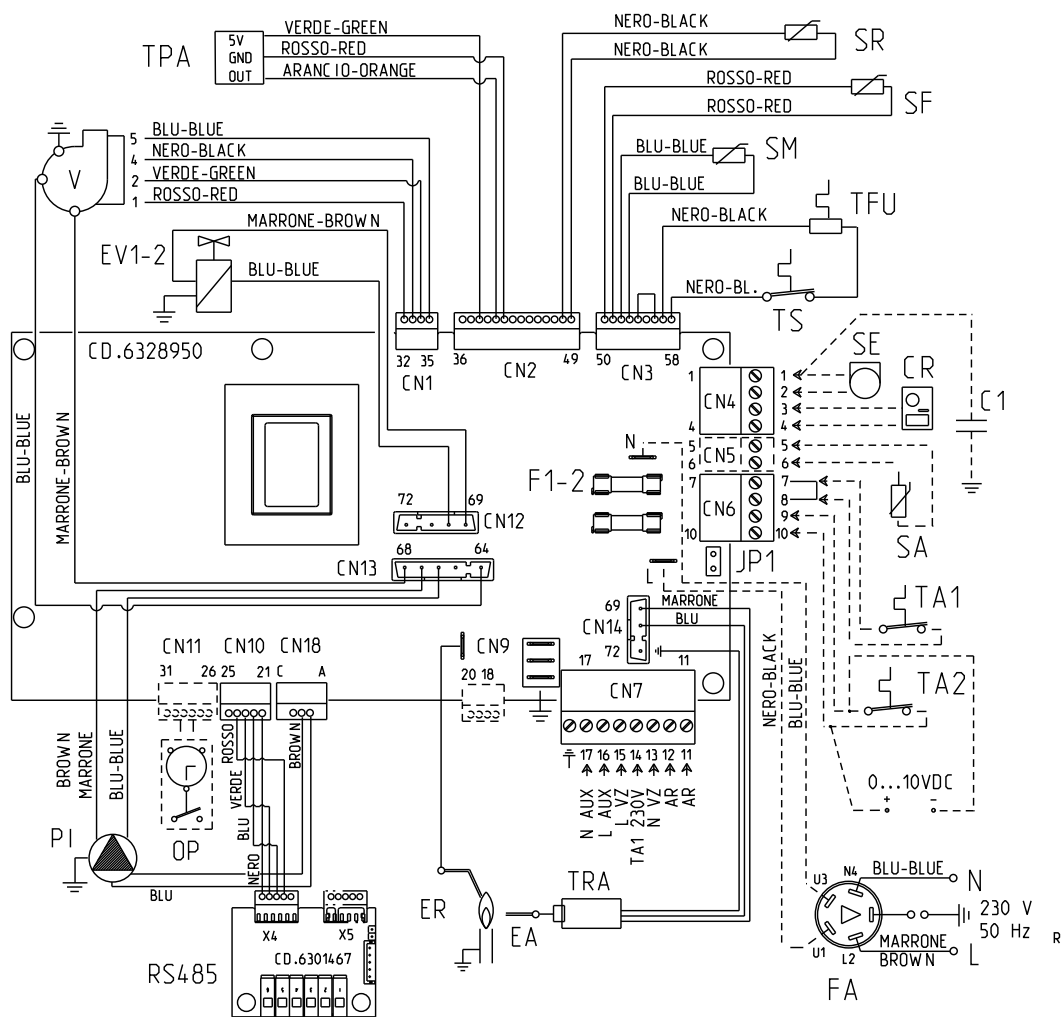 VERDE-GREEN
ROSSO-RED
ARANCIO-ORANGE
TPA
5V
GND
OUT
NERO-BLACK
NERO-BLACK
SR
ROSSO-RED
ROSSO-RED
SF
BLU-BLUE
BLU-BLUE
SM
NERO-BLACK
TFU
NERO-BL.
TS
V
5 BLU-BLUE
4 NERO-BLACK
2 VERDE-GREEN
1 ROSSO-RED
MARRONE-BROWN
EV1-2
BLU-BLUE
CD.6328950
32 35
CN1
36 49
CN2
50 58
CN3
SE
CR
C1
1 CN4 4
1
2
3
4
5 CN5 6
5
6
7 CN6 10
7
8
9
10
N
F1-2
SA
JP1
BLU-BLUE
MARRONE-BROWN
72 69
CN12
68 64
CN13
TA1
TA2
0...10VDC
+ -
69 MARRONE
CN14 BLU
72
NERO-BLACK
BLU-BLUE
CN11
31 26
CN10
25 21
CN18
C A
CN9
20 18
17 11
CN7
17 16 15 14 13 12 11
N AUX
L AUX
L VZ
TA1 230V
N VZ
AR
AR
BROWN
MARRONE
BLU-BLUE
ROSSO
VERDE
BLU
NERO
BROWN
PI
BLU
OP
X4
X5
RS485
CD.6301467
6 5 4 3 2 1
ER
EA
TRA
U3
N4
U1
L2
FA
BLU-BLUE
N
230 V
50 Hz
MARRONE
BROWN
L
R